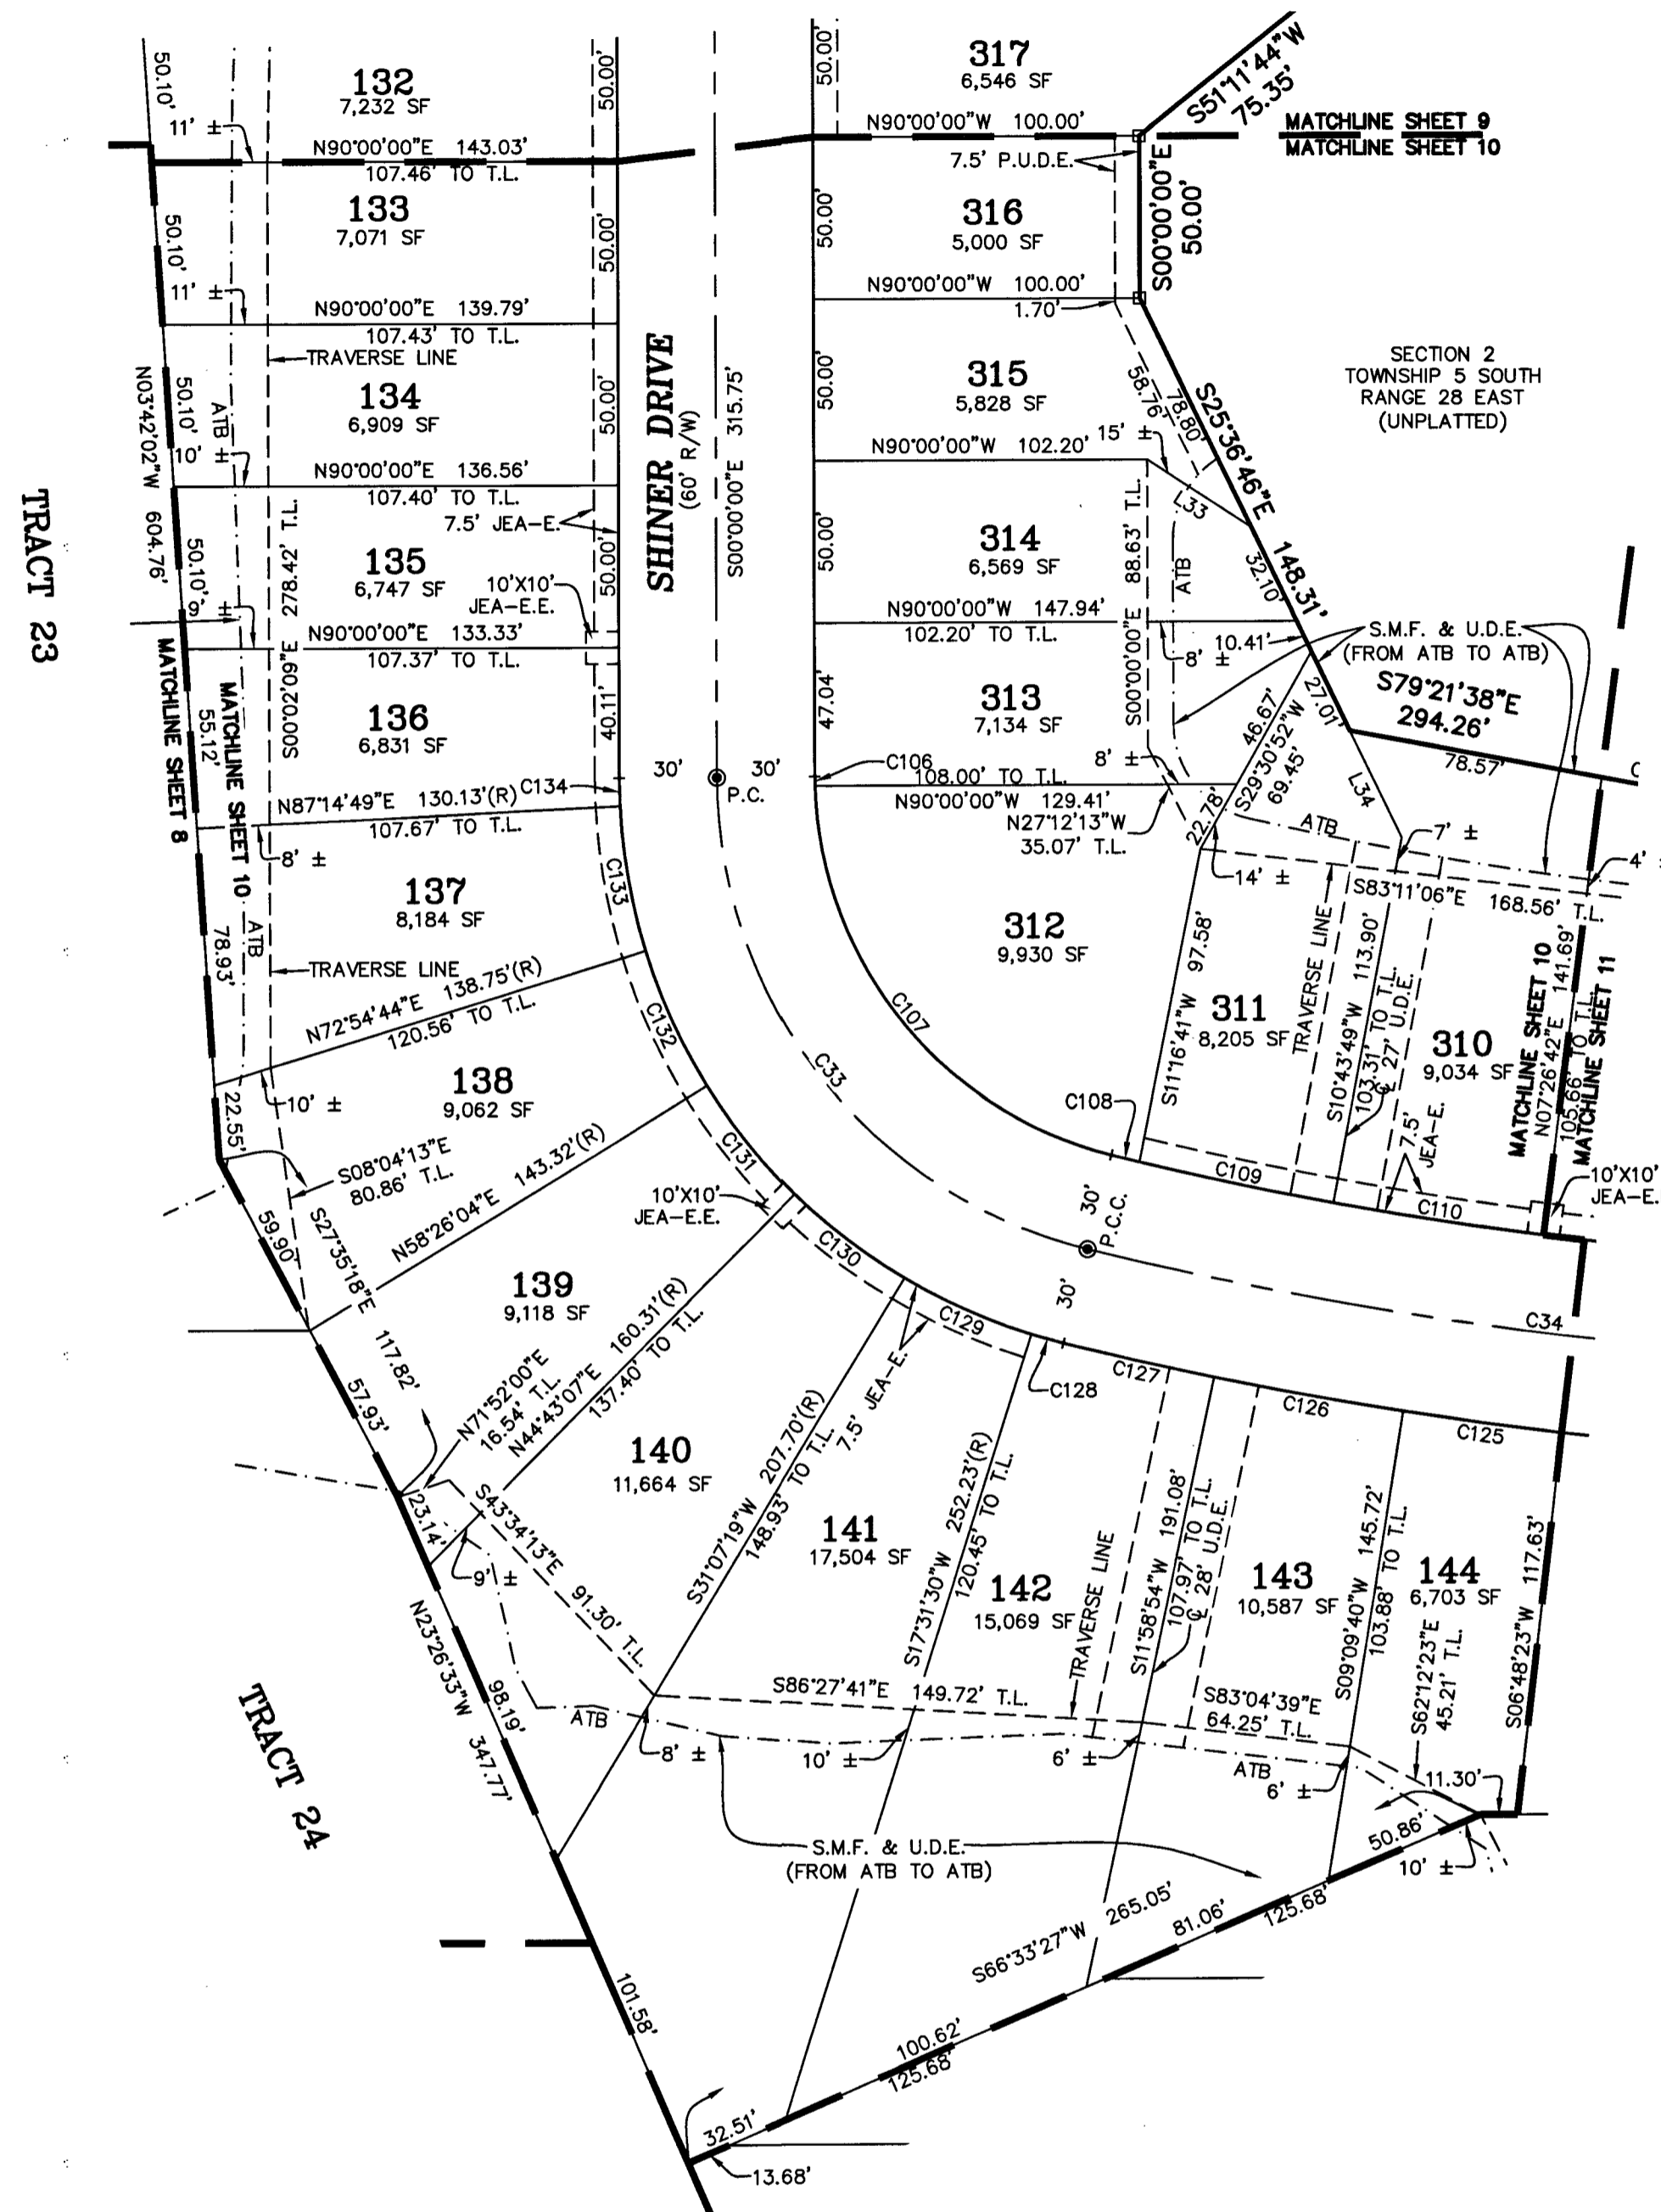 317
6,546 SF
S51°11'44"W
75.35'
50.10'
132
7,232 SF
50.00'
50.00'
11' ±
N90°00'00"E 143.03'
107.46' TO T.L.
N90°00'00"W 100.00'
7.5' P.U.D.E.
MATCHLINE SHEET 9
MATCHLINE SHEET 10
S00°00'00"E
50.00'
133
7,071 SF
50.10'
50.00'
50.00'
316
5,000 SF
11' ±
N90°00'00"E 139.79'
107.43' TO T.L.
TRAVERSE LINE
N90°00'00"W 100.00'
1.70'
SECTION 2
TOWNSHIP 5 SOUTH
RANGE 28 EAST
(UNPLATTED)
N03°42'02"W 604.76'
50.10'
ATB
134
6,909 SF
50.00'
SHINER DRIVE
(60' R/W)
S00°00'00"E 315.75'
50.00'
315
5,828 SF
58.76'
78.80'
S25°36'46"E
148.31'
10' ±
N90°00'00"E 136.56'
107.40' TO T.L.
7.5' JEA-E.
N90°00'00"W 102.20'
15' ±
L33
TRACT 23
50.10'
S00°02'09"E 278.42' T.L.
135
6,747 SF
50.00'
10'X10'
JEA-E.E.
50.00'
314
6,569 SF
S00°00'00"E 88.63' T.L.
ATB
32.10'
9' ±
N90°00'00"E 133.33'
107.37' TO T.L.
N90°00'00"W 147.94'
102.20' TO T.L.
8' ±
10.41'
S.M.F. & U.D.E.
(FROM ATB TO ATB)
S79°21'38"E
294.26'
78.57'
MATCHLINE SHEET 8
MATCHLINE SHEET 10
55.12'
136
6,831 SF
40.11'
47.04'
313
7,134 SF
46.67'
S29°30'52"W
69.45'
27.01'
L34
C134
30'
30'
P.C.
C106
108.00' TO T.L.
8' ±
N87°14'49"E 130.13'(R)
107.67' TO T.L.
8' ±
N90°00'00"W 129.41'
N27°12'13"W
35.07' T.L.
22.78'
ATB
7' ±
4'
14' ±
S83°11'06"E 168.56' T.L.
137
8,184 SF
C133
78.93'
ATB
TRAVERSE LINE
312
9,930 SF
S11°16'41"W 97.58'
311
8,205 SF
TRAVERSE LINE
S10°43'49"W 113.90'
103.31' TO T.L.
℄ 27' U.D.E.
310
9,034 SF
MATCHLINE SHEET 10
N07°26'42"E 141.69'
105.66' TO T.L.
MATCHLINE SHEET 11
N72°54'44"E 138.75'(R)
120.56' TO T.L.
C132
C107
C33
138
9,062 SF
10' ±
22.55'
S08°04'13"E
80.86' T.L.
C108
C109
7.5'
JEA-E.
C110
10'X10'
JEA-E.
N58°26'04"E 143.32'(R)
C131
10'X10'
JEA-E.E.
30'
P.C.C.
30'
59.90'
S27°35'18"E 117.82'
139
9,118 SF
C130
C129
C34
57.93'
N71°52'00"E
16.54' T.L.
N44°43'07"E 160.31'(R)
137.40' TO T.L.
7.5' JEA-E.
C128
C127
C126
C125
23.14'
9' ±
140
11,664 SF
S43°34'13"E 91.30' T.L.
S31°07'19"W 207.70'(R)
148.93' TO T.L.
141
17,504 SF
S17°31'30"W 252.23'(R)
120.45' TO T.L.
142
15,069 SF
TRAVERSE LINE
S11°58'54"W 191.08'
107.97' TO T.L.
℄ 28' U.D.E.
143
10,587 SF
S09°09'40"W 145.72'
103.88' TO T.L.
144
6,703 SF
S62°12'23"E
45.21' T.L.
S06°48'23"W 117.63'
N23°26'33"W 347.77'
98.19'
S86°27'41"E 149.72' T.L.
S83°04'39"E
64.25' T.L.
ATB
8' ±
10' ±
6' ±
ATB
6' ±
11.30'
TRACT 24
S.M.F. & U.D.E.
(FROM ATB TO ATB)
50.86'
10' ±
S66°33'27"W 265.05'
81.06'
125.68'
101.58'
100.62'
125.68'
32.51'
13.68'